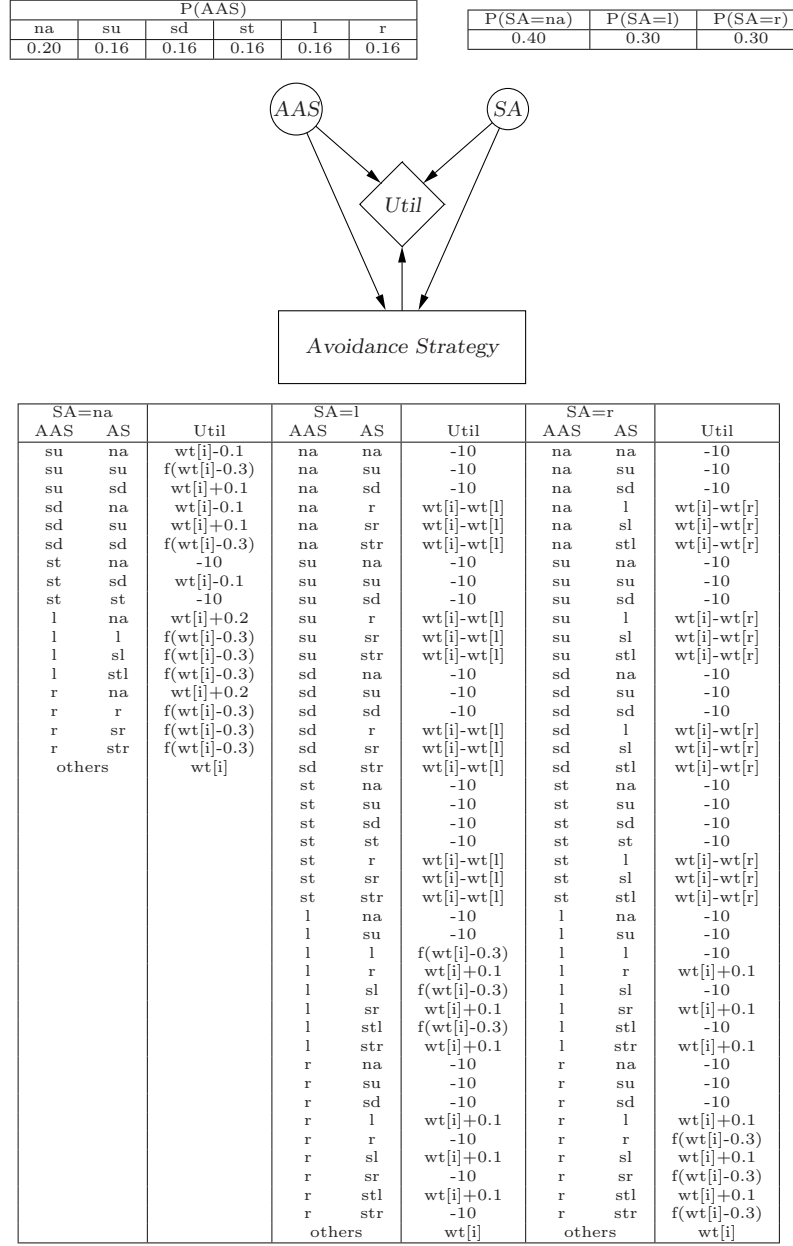 P(AAS)
na su sd st l r
0.20 0.16 0.16 0.16 0.16 0.16
P(SA=na) P(SA=l) P(SA=r)
0.40 0.30 0.30
AAS SA
Util
Avoidance Strategy
SA=na SA=l SA=r
AAS AS Util AAS AS Util AAS AS Util
su na wt[i]-0.1 na na -10 na na -10
su su f(wt[i]-0.3) na su -10 na su -10
su sd wt[i]+0.1 na sd -10 na sd -10
sd na wt[i]-0.1 na r wt[i]-wt[l] na l wt[i]-wt[r]
sd su wt[i]+0.1 na sr wt[i]-wt[l] na sl wt[i]-wt[r]
sd sd f(wt[i]-0.3) na str wt[i]-wt[l] na stl wt[i]-wt[r]
st na -10 su na -10 su na -10
st sd wt[i]-0.1 su su -10 su su -10
st st -10 su sd -10 su sd -10
l na wt[i]+0.2 su r wt[i]-wt[l] su l wt[i]-wt[r]
l l f(wt[i]-0.3) su sr wt[i]-wt[l] su sl wt[i]-wt[r]
l sl f(wt[i]-0.3) su str wt[i]-wt[l] su stl wt[i]-wt[r]
l stl f(wt[i]-0.3) sd na -10 sd na -10
r na wt[i]+0.2 sd su -10 sd su -10
r r f(wt[i]-0.3) sd sd -10 sd sd -10
r sr f(wt[i]-0.3) sd r wt[i]-wt[l] sd l wt[i]-wt[r]
r str f(wt[i]-0.3) sd sr wt[i]-wt[l] sd sl wt[i]-wt[r]
others wt[i] sd str wt[i]-wt[l] sd stl wt[i]-wt[r]
st na -10 st na -10
st su -10 st su -10
st sd -10 st sd -10
st st -10 st st -10
st r wt[i]-wt[l] st l wt[i]-wt[r]
st sr wt[i]-wt[l] st sl wt[i]-wt[r]
st str wt[i]-wt[l] st stl wt[i]-wt[r]
l na -10 l na -10
l su -10 l su -10
l l f(wt[i]-0.3) l l -10
l r wt[i]+0.1 l r wt[i]+0.1
l sl f(wt[i]-0.3) l sl -10
l sr wt[i]+0.1 l sr wt[i]+0.1
l stl f(wt[i]-0.3) l stl -10
l str wt[i]+0.1 l str wt[i]+0.1
r na -10 r na -10
r su -10 r su -10
r sd -10 r sd -10
r l wt[i]+0.1 r l wt[i]+0.1
r r -10 r r f(wt[i]-0.3)
r sl wt[i]+0.1 r sl wt[i]+0.1
r sr -10 r sr f(wt[i]-0.3)
r stl wt[i]+0.1 r stl wt[i]+0.1
r str -10 r str f(wt[i]-0.3)
others wt[i] others wt[i]